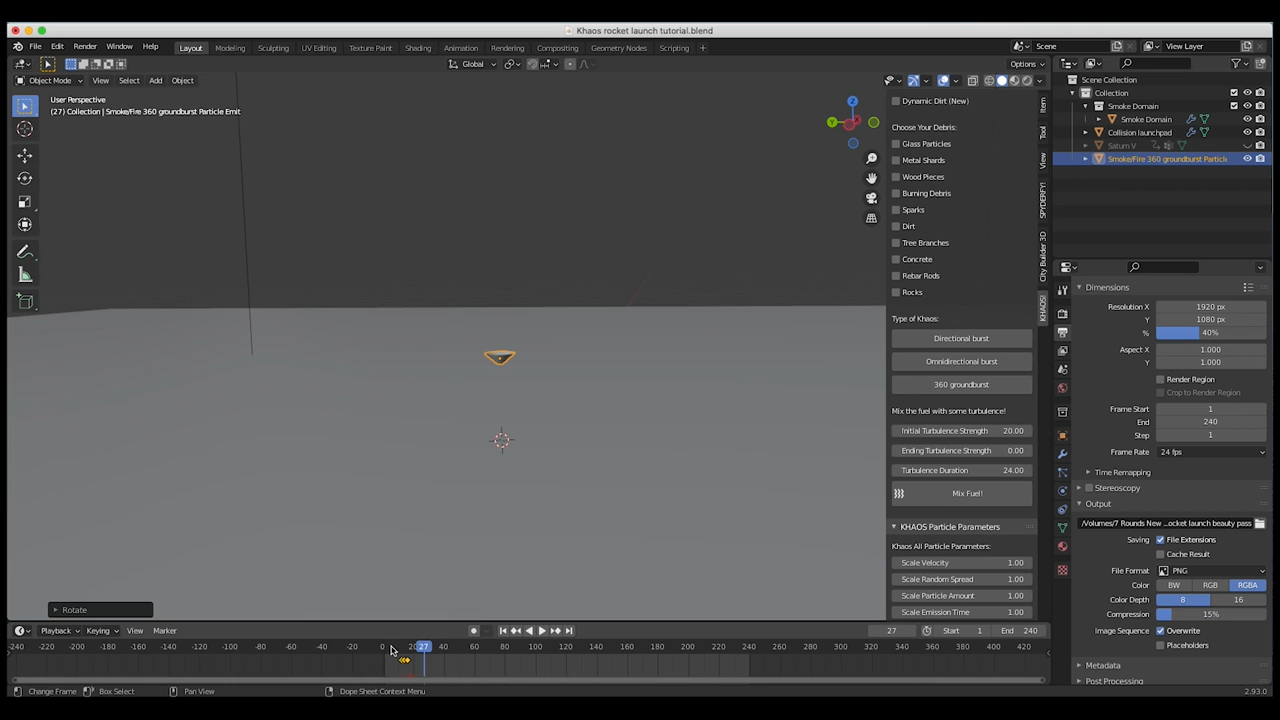 Khaos rocket launch tutorial.blend
File Edit Render Window Help Layout Modeling Sculpting UV Editing Texture Paint Shading Animation Rendering Compositing Geometry Nodes Scripting + Scene View Layer
Global Options
Object Mode View Select Add Object
User Perspective
(27) Collection | Smoke/Fire 360 groundburst Particle Emit
Z
Y
Rotate
Dynamic Dirt (New)
Choose Your Debris:
Glass Particles
Metal Shards
Wood Pieces
Burning Debris
Sparks
Dirt
Tree Branches
Concrete
Rebar Rods
Rocks
Type of Khaos:
Directional burst
Omnidirectional burst
360 groundburst
Mix the fuel with some turbulence!
Initial Turbulence Strength 20.00
Ending Turbulence Strength 0.00
Turbulence Duration 24.00
Mix Fuel!
KHAOS Particle Parameters
Khaos All Particle Parameters:
Scale Velocity 1.00
Scale Random Spread 1.00
Scale Particle Amount 1.00
Scale Emission Time 1.00
Item
Tool
View
SPYDERFY!
City Builder 3D
KHAOS!
Scene Collection
Collection
Smoke Domain
Smoke Domain
Collision launchpad
Saturn V
Smoke/Fire 360 groundburst Particle
Dimensions
Resolution X 1920 px
Y 1080 px
% 40%
Aspect X 1.000
Y 1.000
Render Region
Crop to Render Region
Frame Start 1
End 240
Step 1
Frame Rate 24 fps
Time Remapping
Stereoscopy
Output
/Volumes/7 Rounds New ...ocket launch beauty pass
Saving File Extensions
Cache Result
File Format PNG
Color BW RGB RGBA
Color Depth 8 16
Compression 15%
Image Sequence Overwrite
Placeholders
Metadata
Post Processing
Playback Keying View Marker 27 Start 1 End 240
-240 -220 -200 -180 -160 -140 -120 -100 -80 -60 -40 -20 0 20 27 40 60 80 100 120 140 160 180 200 220 240 260 280 300 320 340 360 380 400 420
Change Frame Box Select Pan View Dope Sheet Context Menu 2.93.0